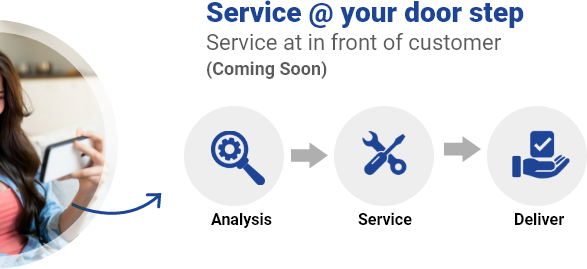 Service @ your door step
Service at in front of customer
(Coming Soon)
Analysis
Service
Deliver